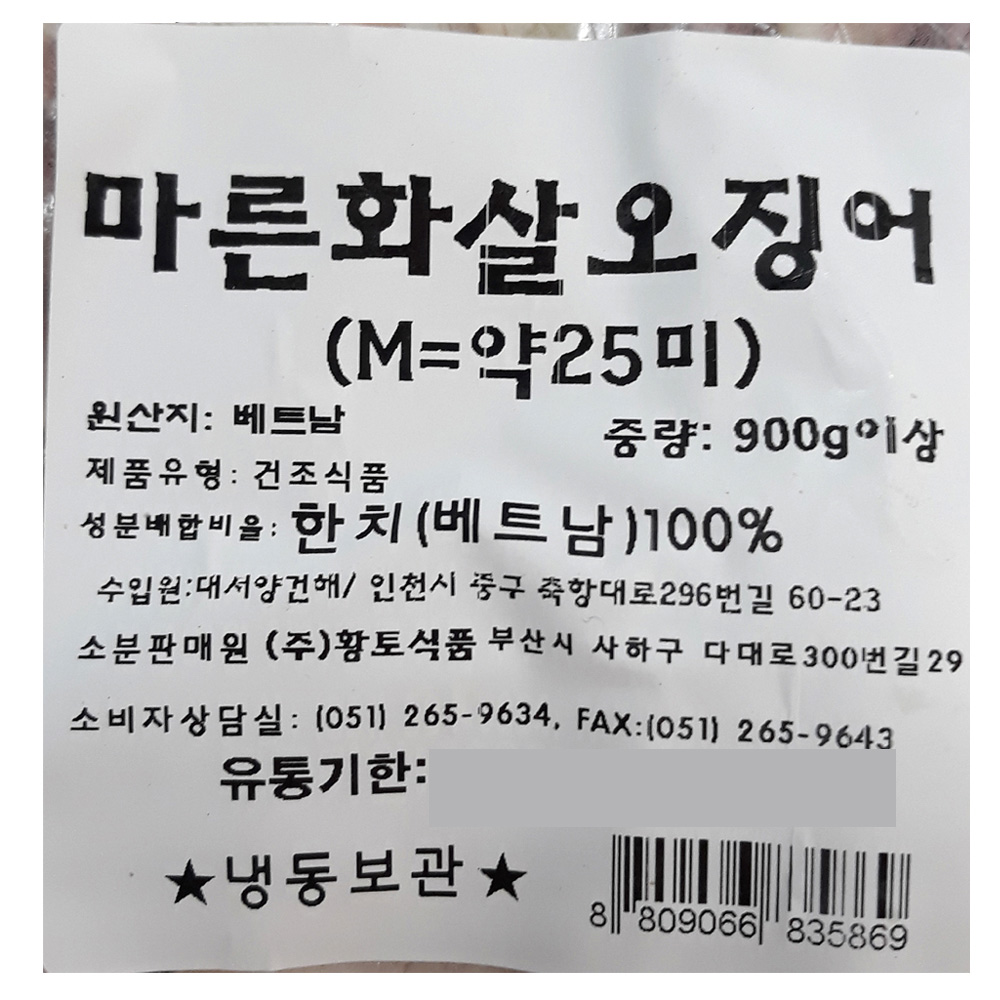 마른화살오징어
(M=약25미)
원산지: 베트남
중량: 900g이상
제품유형: 건조식품
성분배합비율: 한치(베트남)100%
수입원:대서양건해/ 인천시 중구 축항대로296번길 60-23
소분판매원 (주)황토식품 부산시 사하구 다대로300번길29
소비자상담실: (051) 265-9634, FAX:(051) 265-9643
유통기한:
★냉동보관★
8 809066 835869